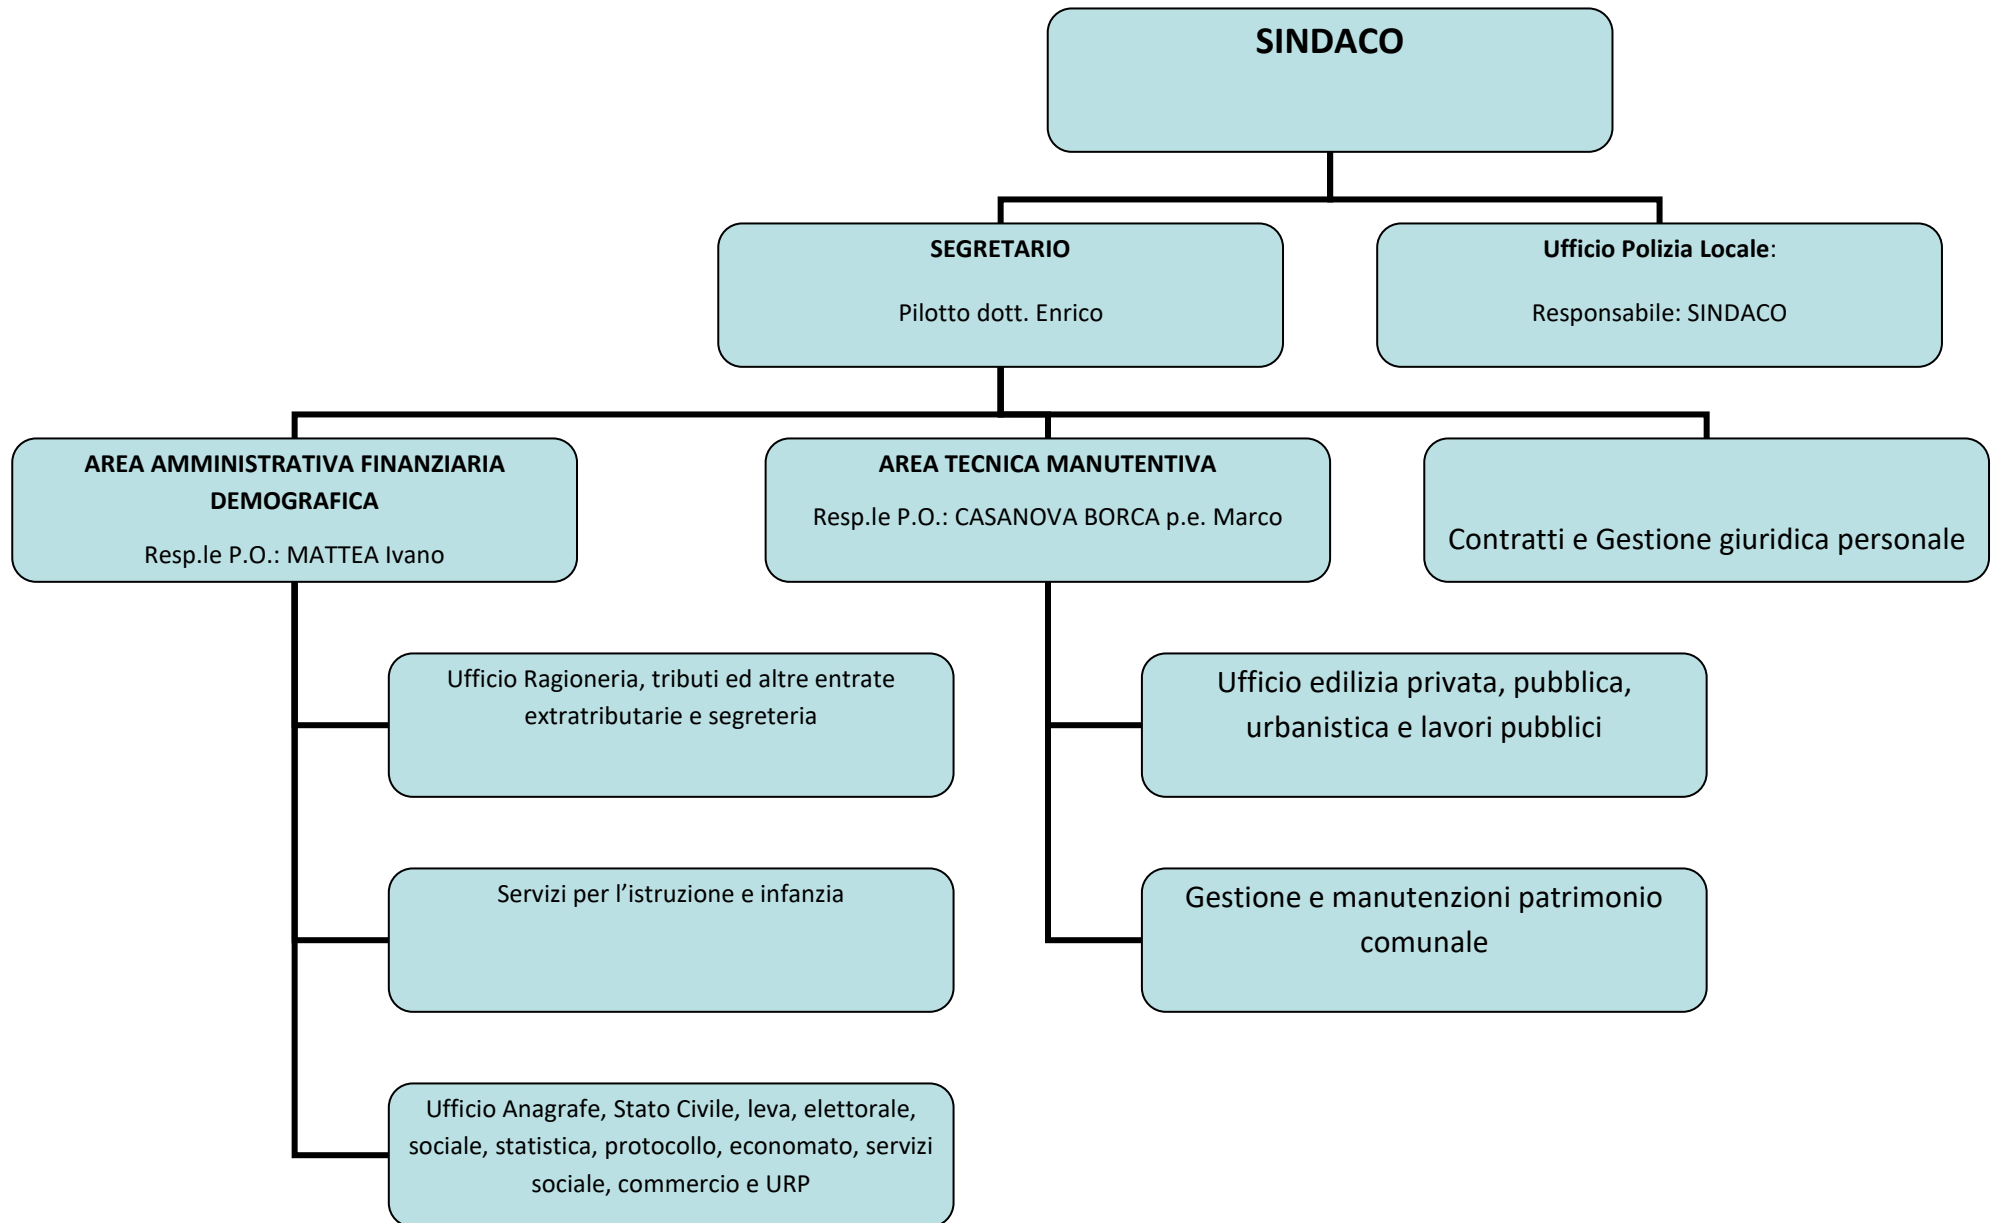 SINDACO
SEGRETARIO
Pilotto dott. Enrico
Ufficio Polizia Locale:
Responsabile: SINDACO
AREA AMMINISTRATIVA FINANZIARIA
DEMOGRAFICA
Resp.le P.O.: MATTEA Ivano
AREA TECNICA MANUTENTIVA
Resp.le P.O.: CASANOVA BORCA p.e. Marco
Contratti e Gestione giuridica personale
Ufficio Ragioneria, tributi ed altre entrate
extratributarie e segreteria
Ufficio edilizia privata, pubblica,
urbanistica e lavori pubblici
Servizi per l’istruzione e infanzia
Gestione e manutenzioni patrimonio
comunale
Ufficio Anagrafe, Stato Civile, leva, elettorale,
sociale, statistica, protocollo, economato, servizi
sociale, commercio e URP